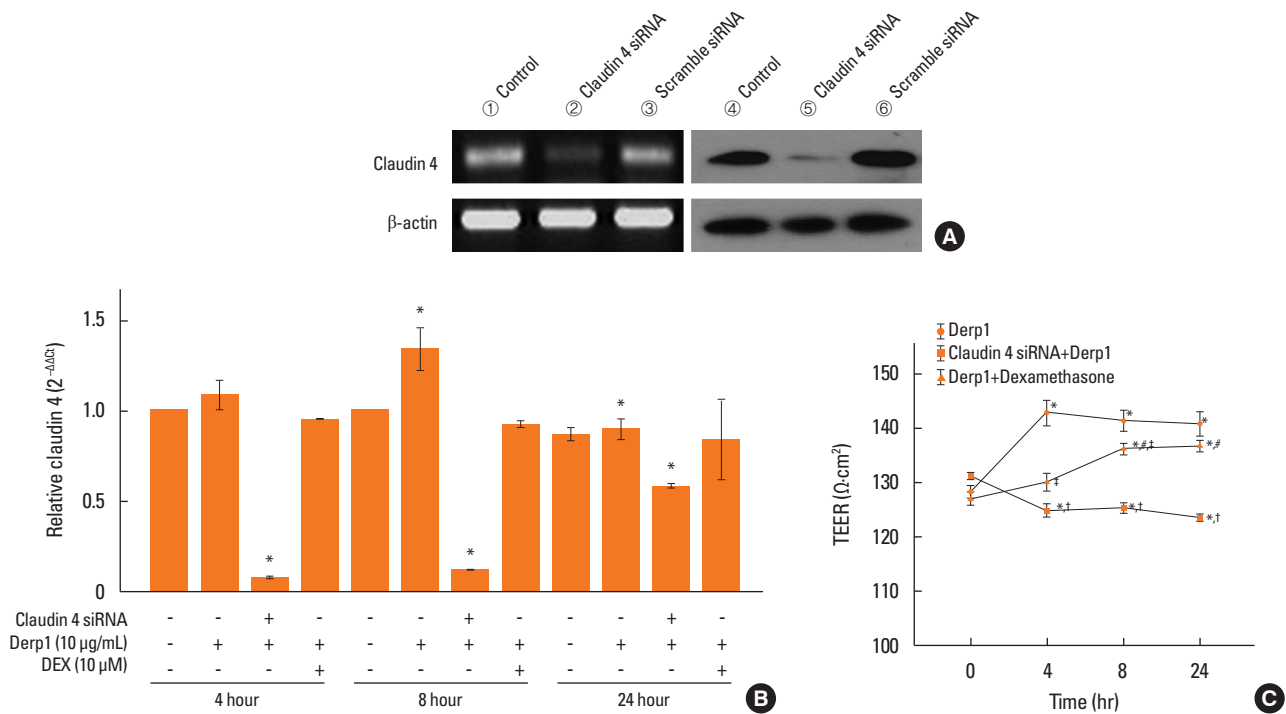 ① Control ② Claudin 4 siRNA ③ Scramble siRNA ④ Control ⑤ Claudin 4 siRNA ⑥ Scramble siRNA
Claudin 4
β-actin
A
Relative claudin 4 (2⁻ΔΔCt)
1.5
1.0
0.5
0
* * * * * *
Claudin 4 siRNA - - + - - - + - - - + -
Derp1 (10 µg/mL) - + + + - + + + - + + +
DEX (10 µM) - - - + - - - + - - - +
4 hour 8 hour 24 hour
B
Derp1
Claudin 4 siRNA+Derp1
Derp1+Dexamethasone
TEER (Ω·cm²)
150
140
130
120
110
100
* * *
‡ *,#,‡ *,#
*,† *,† *,†
0 4 8 24
Time (hr)
C